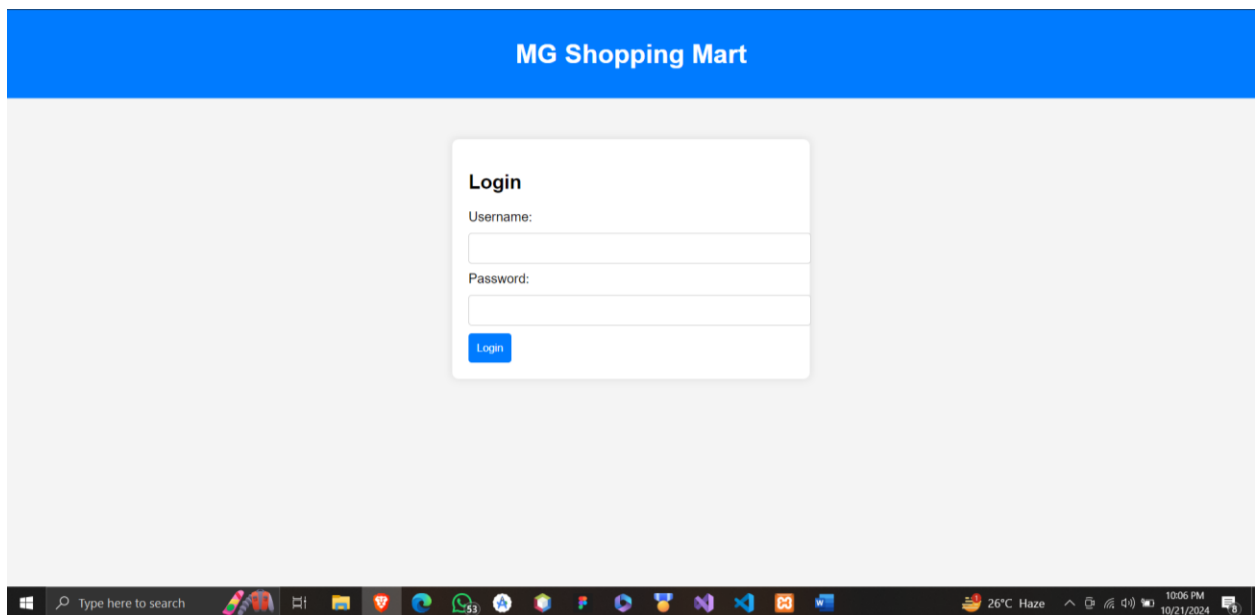 MG Shopping Mart
Login
Username:
Password:
Login
Type here to search
53
26°C Haze
10:06 PM
10/21/2024
8